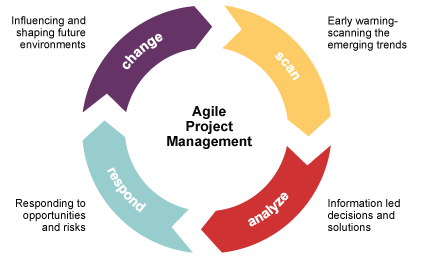 Influencing and
shaping future
environments
change
Early warning-
scanning the
emerging trends
scan
Agile
Project
Management
Responding to
opportunities
and risks
respond
analyze
Information led
decisions and
solutions